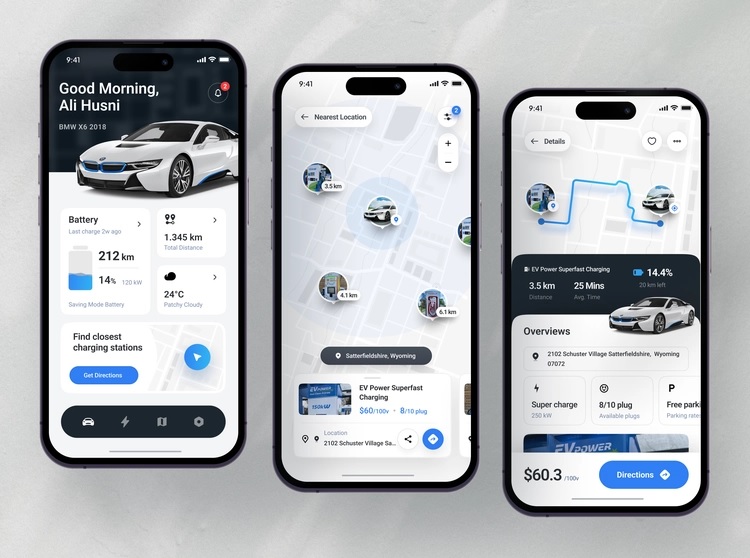 9:41
Good Morning,
Ali Husni
2
BMW X6 2018
Battery
Last charge 2w ago
212 km
14% 120 kW
Saving Mode Battery
1.345 km
Total Distance
24°C
Patchy Cloudy
Find closest
charging stations
Get Directions
9:41
Nearest Location
2
+
−
3.5 km
4.1 km
6.1 km
Satterfieldshire, Wyoming
EV Power Superfast
Charging
$60/100v • 8/10 plug
Location
2102 Schuster Village Sa...
9:41
Details
EV Power Superfast Charging
14.4%
3.5 km
25 Mins
20 km left
Distance
Avg. Time
Overviews
2102 Schuster Village Satterfieldshire, Wyoming
07072
Super charge
250 kW
8/10 plug
Available plugs
P
Free parki
Parking rate
EVPOWER
$60.3 /100v
Directions